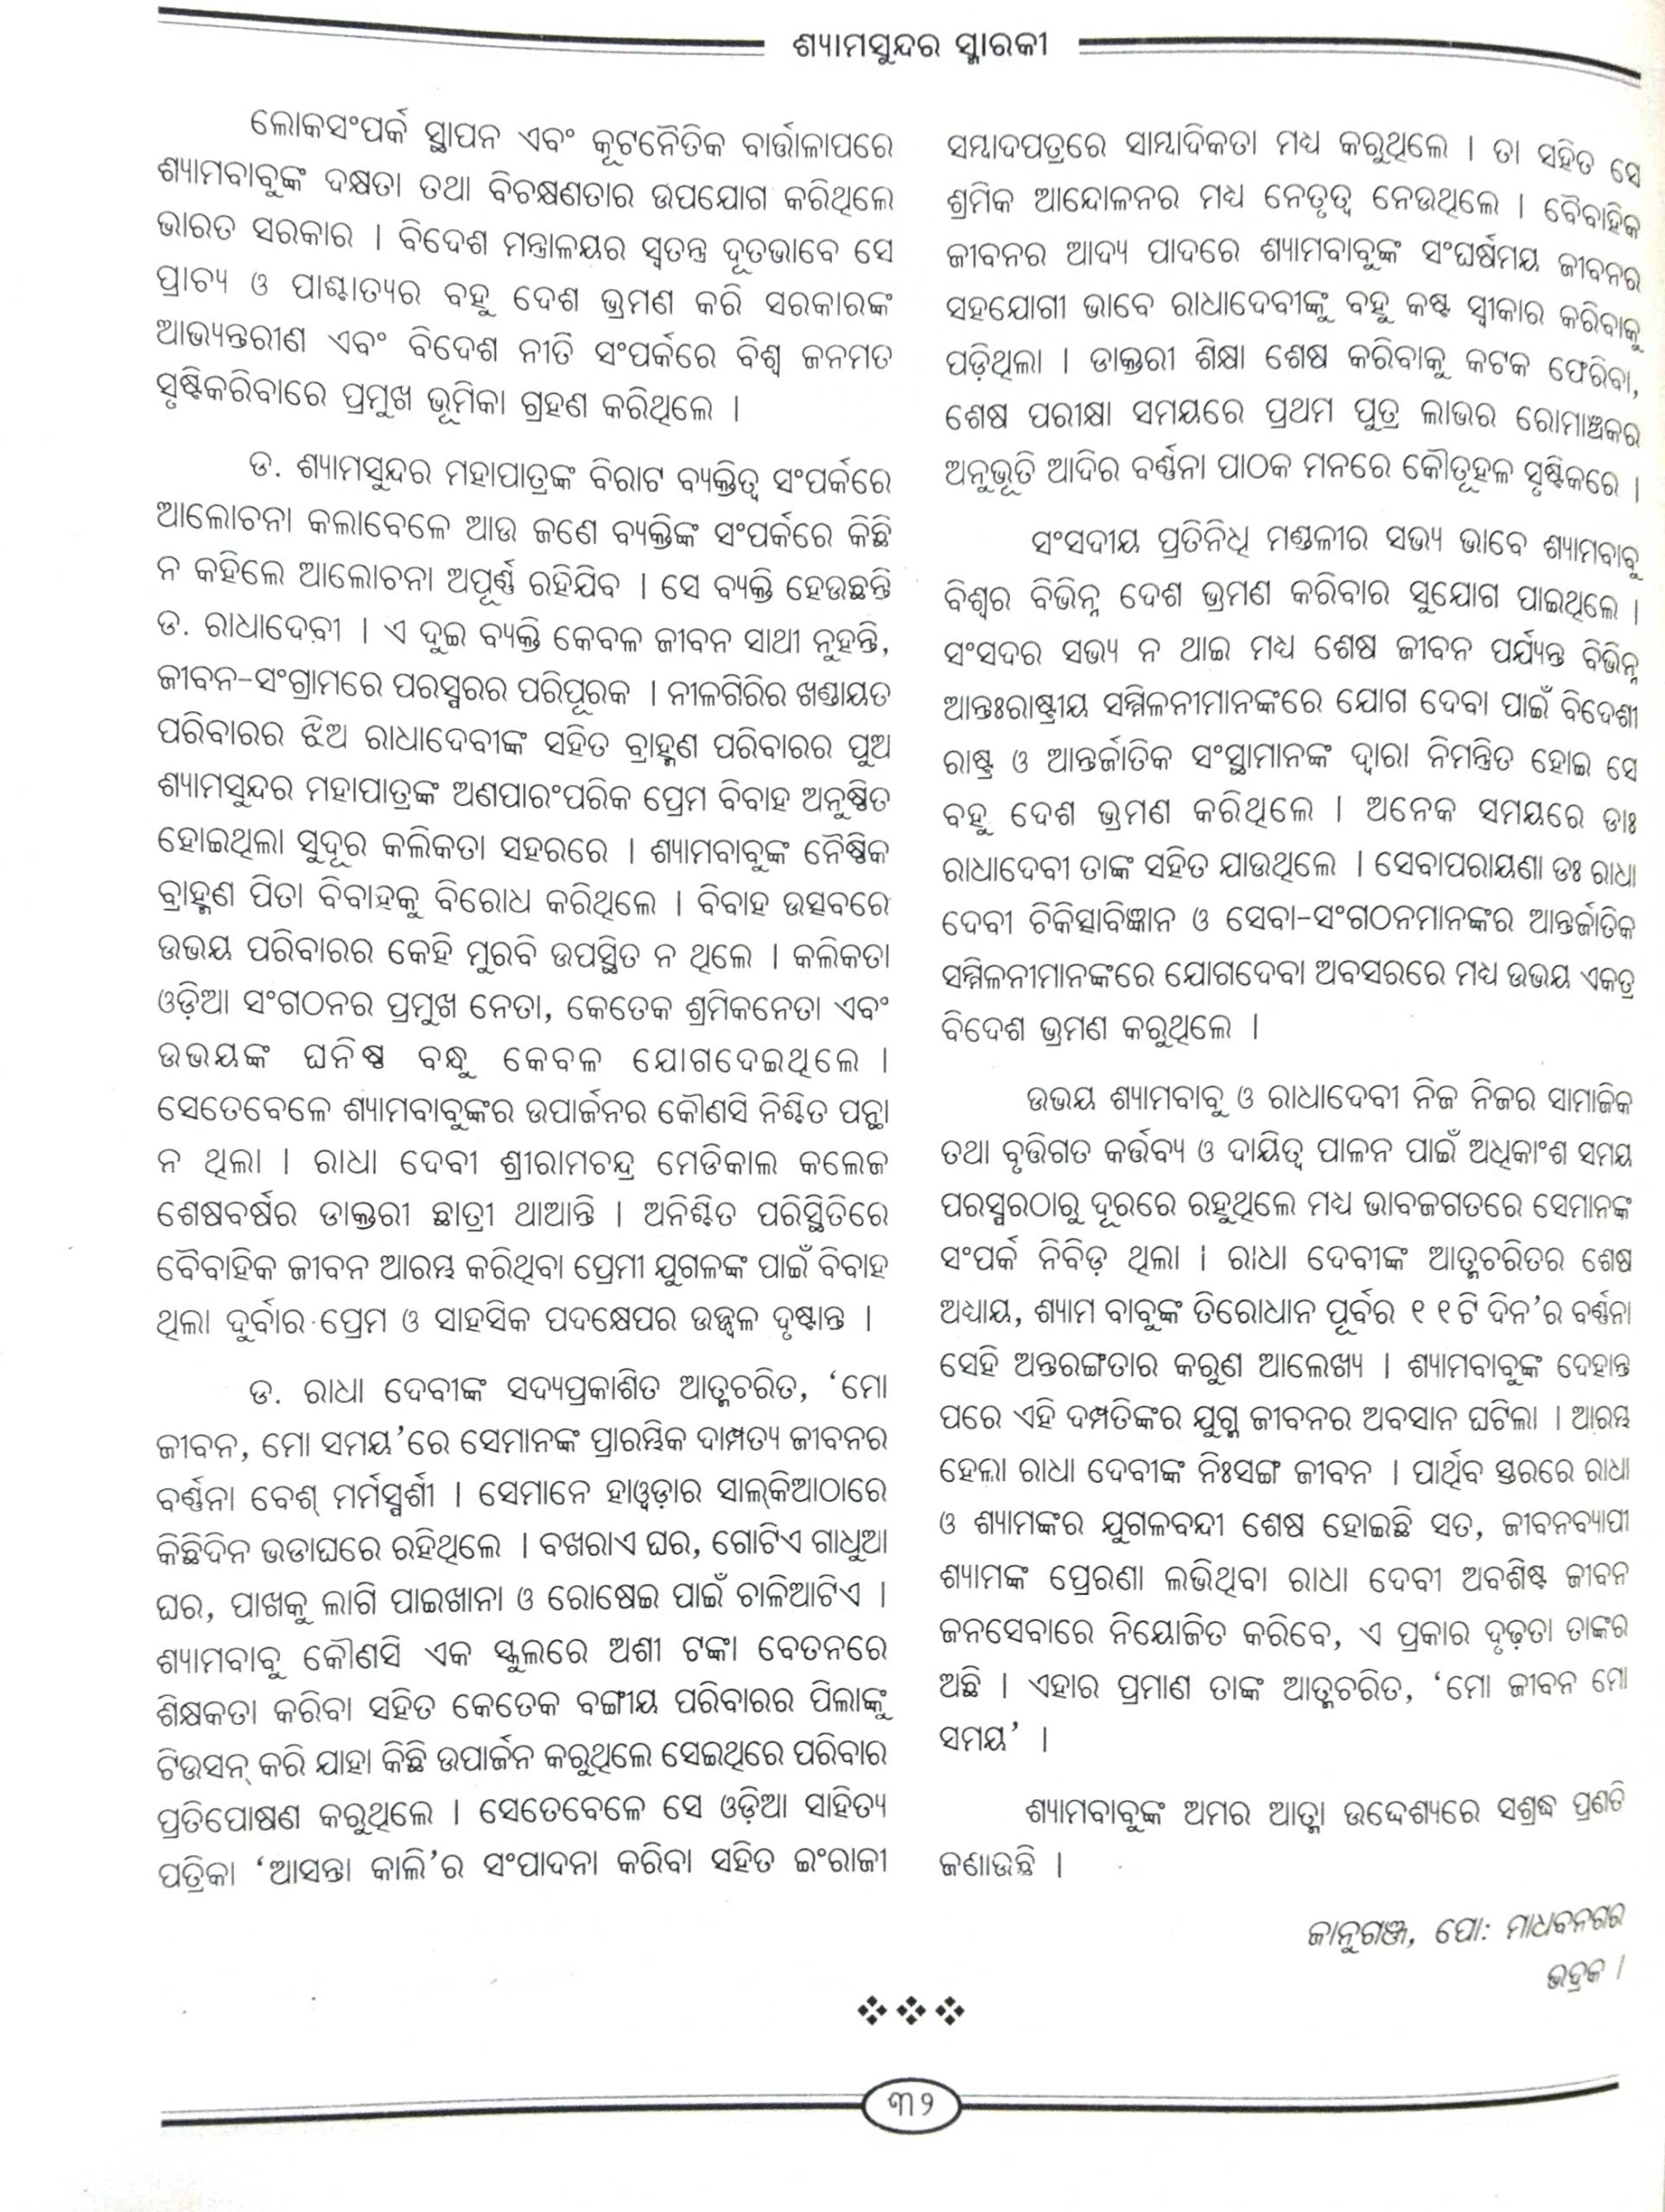 ଶ୍ୟାମସୁନ୍ଦର ସ୍ମାରକୀ
ଲୋକସଂପର୍କ ସ୍ଥାପନ ଏବଂ କୂଟନୈତିକ ବାର୍ତ୍ତାଳାପରେ
ଶ୍ୟାମବାବୁଙ୍କ ଦକ୍ଷତା ତଥା ବିଚକ୍ଷଣତାର ଉପଯୋଗ କରିଥିଲେ
ଭାରତ ସରକାର । ବିଦେଶ ମନ୍ତ୍ରାଳୟର ସ୍ୱତନ୍ତ୍ର ଦୂତଭାବେ ସେ
ପ୍ରାଚ୍ୟ ଓ ପାଶ୍ଚାତ୍ୟର ବହୁ ଦେଶ ଭ୍ରମଣ କରି ସରକାରଙ୍କ
ଆଭ୍ୟନ୍ତରୀଣ ଏବଂ ବିଦେଶ ନୀତି ସଂପର୍କରେ ବିଶ୍ୱ ଜନମତ
ସୃଷ୍ଟିକରିବାରେ ପ୍ରମୁଖ ଭୂମିକା ଗ୍ରହଣ କରିଥିଲେ ।
ଡ. ଶ୍ୟାମସୁନ୍ଦର ମହାପାତ୍ରଙ୍କ ବିରାଟ ବ୍ୟକ୍ତିତ୍ୱ ସଂପର୍କରେ
ଆଲୋଚନା କଲାବେଳେ ଆଉ ଜଣେ ବ୍ୟକ୍ତିଙ୍କ ସଂପର୍କରେ କିଛି
ନ କହିଲେ ଆଲୋଚନା ଅପୂର୍ଣ୍ଣ ରହିଯିବ । ସେ ବ୍ୟକ୍ତି ହେଉଛନ୍ତି
ଡ. ରାଧାଦେବୀ । ଏ ଦୁଇ ବ୍ୟକ୍ତି କେବଳ ଜୀବନ ସାଥୀ ନୁହନ୍ତି,
ଜୀବନ-ସଂଗ୍ରାମରେ ପରସ୍ପରର ପରିପୂରକ । ନୀଳଗିରିର ଖଣ୍ଡାୟତ
ପରିବାରର ଝିଅ ରାଧାଦେବୀଙ୍କ ସହିତ ବ୍ରାହ୍ମଣ ପରିବାରର ପୁଅ
ଶ୍ୟାମସୁନ୍ଦର ମହାପାତ୍ରଙ୍କ ଅଣପାରଂପରିକ ପ୍ରେମ ବିବାହ ଅନୁଷ୍ଠିତ
ହୋଇଥିଲା ସୁଦୂର କଲିକତା ସହରରେ । ଶ୍ୟାମବାବୁଙ୍କ ନୈଷ୍ଠିକ
ବ୍ରାହ୍ମଣ ପିତା ବିବାହକୁ ବିରୋଧ କରିଥିଲେ । ବିବାହ ଉତ୍ସବରେ
ଉଭୟ ପରିବାରର କେହି ମୁରବି ଉପସ୍ଥିତ ନ ଥିଲେ । କଲିକତା
ଓଡ଼ିଆ ସଂଗଠନର ପ୍ରମୁଖ ନେତା, କେତେକ ଶ୍ରମିକନେତା ଏବଂ
ଉଭୟଙ୍କ ଘନିଷ୍ଠ ବନ୍ଧୁ କେବଳ ଯୋଗଦେଇଥିଲେ ।
ସେତେବେଳେ ଶ୍ୟାମବାବୁଙ୍କର ଉପାର୍ଜନର କୌଣସି ନିଶ୍ଚିତ ପନ୍ଥା
ନ ଥିଲା । ରାଧା ଦେବୀ ଶ୍ରୀରାମଚନ୍ଦ୍ର ମେଡିକାଲ କଲେଜ
ଶେଷବର୍ଷର ଡାକ୍ତରୀ ଛାତ୍ରୀ ଥାଆନ୍ତି । ଅନିଶ୍ଚିତ ପରିସ୍ଥିତିରେ
ବୈବାହିକ ଜୀବନ ଆରମ୍ଭ କରିଥିବା ପ୍ରେମୀ ଯୁଗଳଙ୍କ ପାଇଁ ବିବାହ
ଥିଲା ଦୁର୍ବାର ପ୍ରେମ ଓ ସାହସିକ ପଦକ୍ଷେପର ଉଜ୍ଜ୍ୱଳ ଦୃଷ୍ଟାନ୍ତ ।
ଡ. ରାଧା ଦେବୀଙ୍କ ସଦ୍ୟପ୍ରକାଶିତ ଆତ୍ମଚରିତ, ‘ମୋ
ଜୀବନ, ମୋ ସମୟ’ରେ ସେମାନଙ୍କ ପ୍ରାରମ୍ଭିକ ଦାମ୍ପତ୍ୟ ଜୀବନର
ବର୍ଣ୍ଣନା ବେଶ୍ ମର୍ମସ୍ପର୍ଶୀ । ସେମାନେ ହାଓ୍ବଡ଼ାର ସାଲ୍‌କିଆଠାରେ
କିଛିଦିନ ଭଡାଘରେ ରହିଥିଲେ । ବଖରାଏ ଘର, ଗୋଟିଏ ଗାଧୁଆ
ଘର, ପାଖକୁ ଲାଗି ପାଇଖାନା ଓ ରୋଷେଇ ପାଇଁ ଚାଳିଆଟିଏ ।
ଶ୍ୟାମବାବୁ କୌଣସି ଏକ ସ୍କୁଲରେ ଅଶୀ ଟଙ୍କା ବେତନରେ
ଶିକ୍ଷକତା କରିବା ସହିତ କେତେକ ବଙ୍ଗୀୟ ପରିବାରର ପିଲାଙ୍କୁ
ଟିଉସନ୍ କରି ଯାହା କିଛି ଉପାର୍ଜନ କରୁଥିଲେ ସେଇଥିରେ ପରିବାର
ପ୍ରତିପୋଷଣ କରୁଥିଲେ । ସେତେବେଳେ ସେ ଓଡ଼ିଆ ସାହିତ୍ୟ
ପତ୍ରିକା ‘ଆସନ୍ତା କାଲି’ର ସଂପାଦନା କରିବା ସହିତ ଇଂରାଜୀ
ସମ୍ବାଦପତ୍ରରେ ସାମ୍ବାଦିକତା ମଧ୍ୟ କରୁଥିଲେ । ତା ସହିତ ସେ
ଶ୍ରମିକ ଆନ୍ଦୋଳନର ମଧ୍ୟ ନେତୃତ୍ୱ ନେଉଥିଲେ । ବୈବାହିକ
ଜୀବନର ଆଦ୍ୟ ପାଦରେ ଶ୍ୟାମବାବୁଙ୍କ ସଂଘର୍ଷମୟ ଜୀବନର
ସହଯୋଗୀ ଭାବେ ରାଧାଦେବୀଙ୍କୁ ବହୁ କଷ୍ଟ ସ୍ୱୀକାର କରିବାକୁ
ପଡ଼ିଥିଲା । ଡାକ୍ତରୀ ଶିକ୍ଷା ଶେଷ କରିବାକୁ କଟକ ଫେରିବା,
ଶେଷ ପରୀକ୍ଷା ସମୟରେ ପ୍ରଥମ ପୁତ୍ର ଲାଭର ରୋମାଞ୍ଚକର
ଅନୁଭୂତି ଆଦିର ବର୍ଣ୍ଣନା ପାଠକ ମନରେ କୌତୂହଳ ସୃଷ୍ଟିକରେ ।
ସଂସଦୀୟ ପ୍ରତିନିଧି ମଣ୍ଡଳୀର ସଭ୍ୟ ଭାବେ ଶ୍ୟାମବାବୁ
ବିଶ୍ୱର ବିଭିନ୍ନ ଦେଶ ଭ୍ରମଣ କରିବାର ସୁଯୋଗ ପାଇଥିଲେ ।
ସଂସଦର ସଭ୍ୟ ନ ଥାଇ ମଧ୍ୟ ଶେଷ ଜୀବନ ପର୍ଯ୍ୟନ୍ତ ବିଭିନ୍ନ
ଆନ୍ତଃରାଷ୍ଟ୍ରୀୟ ସମ୍ମିଳନୀମାନଙ୍କରେ ଯୋଗ ଦେବା ପାଇଁ ବିଦେଶୀ
ରାଷ୍ଟ୍ର ଓ ଆନ୍ତର୍ଜାତିକ ସଂସ୍ଥାମାନଙ୍କ ଦ୍ୱାରା ନିମନ୍ତ୍ରିତ ହୋଇ ସେ
ବହୁ ଦେଶ ଭ୍ରମଣ କରିଥିଲେ । ଅନେକ ସମୟରେ ଡାଃ
ରାଧାଦେବୀ ତାଙ୍କ ସହିତ ଯାଉଥିଲେ । ସେବାପରାୟଣା ଡଃ ରାଧା
ଦେବୀ ଚିକିତ୍ସାବିଜ୍ଞାନ ଓ ସେବା-ସଂଗଠନମାନଙ୍କର ଆନ୍ତର୍ଜାତିକ
ସମ୍ମିଳନୀମାନଙ୍କରେ ଯୋଗଦେବା ଅବସରରେ ମଧ୍ୟ ଉଭୟ ଏକତ୍ର
ବିଦେଶ ଭ୍ରମଣ କରୁଥିଲେ ।
ଉଭୟ ଶ୍ୟାମବାବୁ ଓ ରାଧାଦେବୀ ନିଜ ନିଜର ସାମାଜିକ
ତଥା ବୃତ୍ତିଗତ କର୍ତ୍ତବ୍ୟ ଓ ଦାୟିତ୍ୱ ପାଳନ ପାଇଁ ଅଧିକାଂଶ ସମୟ
ପରସ୍ପରଠାରୁ ଦୂରରେ ରହୁଥିଲେ ମଧ୍ୟ ଭାବଜଗତରେ ସେମାନଙ୍କ
ସଂପର୍କ ନିବିଡ଼ ଥିଲା । ରାଧା ଦେବୀଙ୍କ ଆତ୍ମଚରିତର ଶେଷ
ଅଧ୍ୟାୟ, ଶ୍ୟାମ ବାବୁଙ୍କ ତିରୋଧାନ ପୂର୍ବର ୧ ୧ଟି ଦିନ’ର ବର୍ଣ୍ଣନା
ସେହି ଅନ୍ତରଙ୍ଗତାର କରୁଣ ଆଲେଖ୍ୟ । ଶ୍ୟାମବାବୁଙ୍କ ଦେହାନ୍ତ
ପରେ ଏହି ଦମ୍ପତିଙ୍କର ଯୁଗ୍ମ ଜୀବନର ଅବସାନ ଘଟିଲା । ଆରମ୍ଭ
ହେଲା ରାଧା ଦେବୀଙ୍କ ନିଃସଙ୍ଗ ଜୀବନ । ପାର୍ଥିବ ସ୍ତରରେ ରାଧା
ଓ ଶ୍ୟାମଙ୍କର ଯୁଗଳବନ୍ଦୀ ଶେଷ ହୋଇଛି ସତ, ଜୀବନବ୍ୟାପୀ
ଶ୍ୟାମଙ୍କ ପ୍ରେରଣା ଲଭିଥିବା ରାଧା ଦେବୀ ଅବଶିଷ୍ଟ ଜୀବନ
ଜନସେବାରେ ନିୟୋଜିତ କରିବେ, ଏ ପ୍ରକାର ଦୃଢ଼ତା ତାଙ୍କର
ଅଛି । ଏହାର ପ୍ରମାଣ ତାଙ୍କ ଆତ୍ମଚରିତ, ‘ମୋ ଜୀବନ ମୋ
ସମୟ’ ।
ଶ୍ୟାମବାବୁଙ୍କ ଅମର ଆତ୍ମା ଉଦ୍ଦେଶ୍ୟରେ ସଶ୍ରଦ୍ଧ ପ୍ରଣତି
ଜଣାଉଛି ।
ଜାନୁଗଞ୍ଜ, ପୋ: ମାଧବନଗର
ଭଦ୍ରକ ।
୩୨